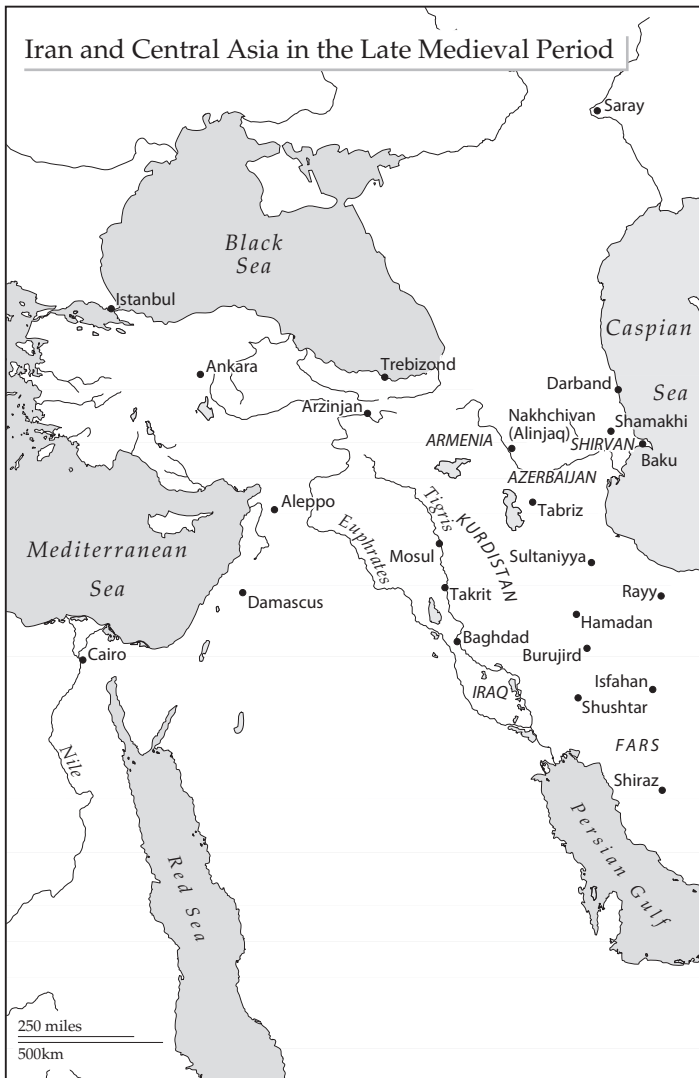 Iran and Central Asia in the Late Medieval Period
Saray
Black
Sea
Istanbul
Caspian
Sea
Ankara
Trebizond
Darband
Arzinjan
Nakhchivan
(Alinjaq)
Shamakhi
ARMENIA
SHIRVAN
Baku
AZERBAIJAN
Aleppo
Tigris
Tabriz
Euphrates
KURDISTAN
Mediterranean
Sea
Mosul
Sultaniyya
Damascus
Takrit
Rayy
Hamadan
Cairo
Baghdad
Burujird
IRAQ
Isfahan
Shushtar
Nile
FARS
Shiraz
Persian Gulf
Red Sea
250 miles
500km